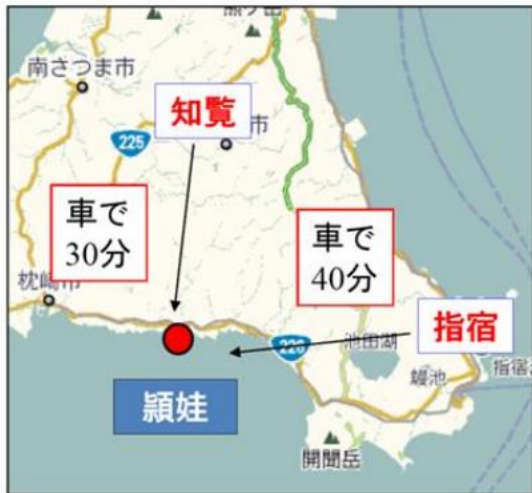 南さつま市
知覧
市
225
車で
30分
車で
40分
枕崎市
指宿
226
池田湖
指宿
頴娃
鰻池
開聞岳